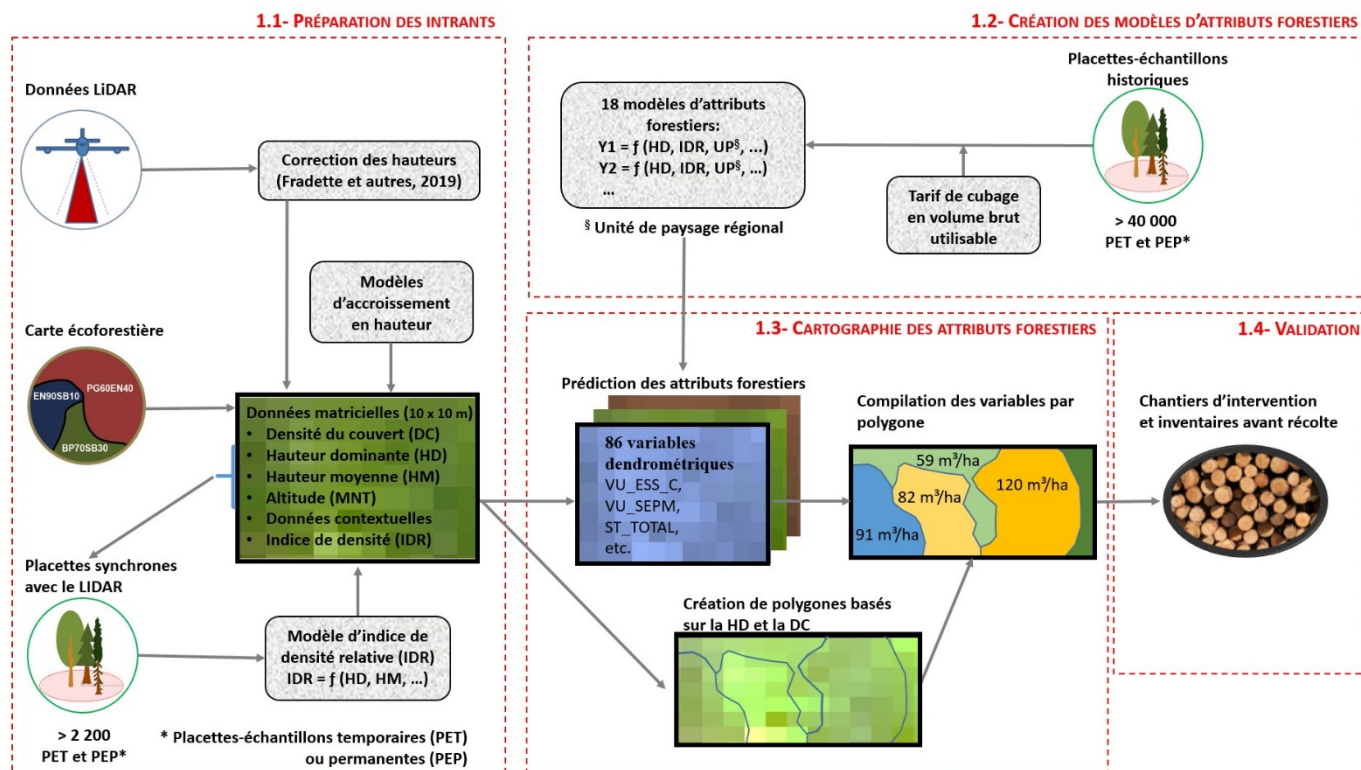 1.1- PRÉPARATION DES INTRANTS
Données LiDAR
Correction des hauteurs
(Fradette et autres, 2019)
Modèles
d'accroissement
en hauteur
Carte écoforestière
EN90SB10
PG60EN40
BP70SB30
Données matricielles (10 x 10 m)
• Densité du couvert (DC)
• Hauteur dominante (HD)
• Hauteur moyenne (HM)
• Altitude (MNT)
• Données contextuelles
• Indice de densité (IDR)
Placettes synchrones
avec le LIDAR
> 2 200
PET et PEP*
Modèle d'indice de
densité relative (IDR)
IDR = ƒ (HD, HM, …)
* Placettes-échantillons temporaires (PET)
ou permanentes (PEP)
1.2- CRÉATION DES MODÈLES D'ATTRIBUTS FORESTIERS
18 modèles d'attributs
forestiers:
Y1 = ƒ (HD, IDR, UP§, ...)
Y2 = ƒ (HD, IDR, UP§, ...)
…
§ Unité de paysage régional
Tarif de cubage
en volume brut
utilisable
Placettes-échantillons
historiques
> 40 000
PET et PEP*
1.3- CARTOGRAPHIE DES ATTRIBUTS FORESTIERS
Prédiction des attributs forestiers
86 variables
dendrométriques
VU_ESS_C,
VU_SEPM,
ST_TOTAL,
etc.
Compilation des variables par
polygone
59 m³/ha
82 m³/ha
120 m³/ha
91 m³/ha
Création de polygones basés
sur la HD et la DC
1.4- VALIDATION
Chantiers d'intervention
et inventaires avant récolte